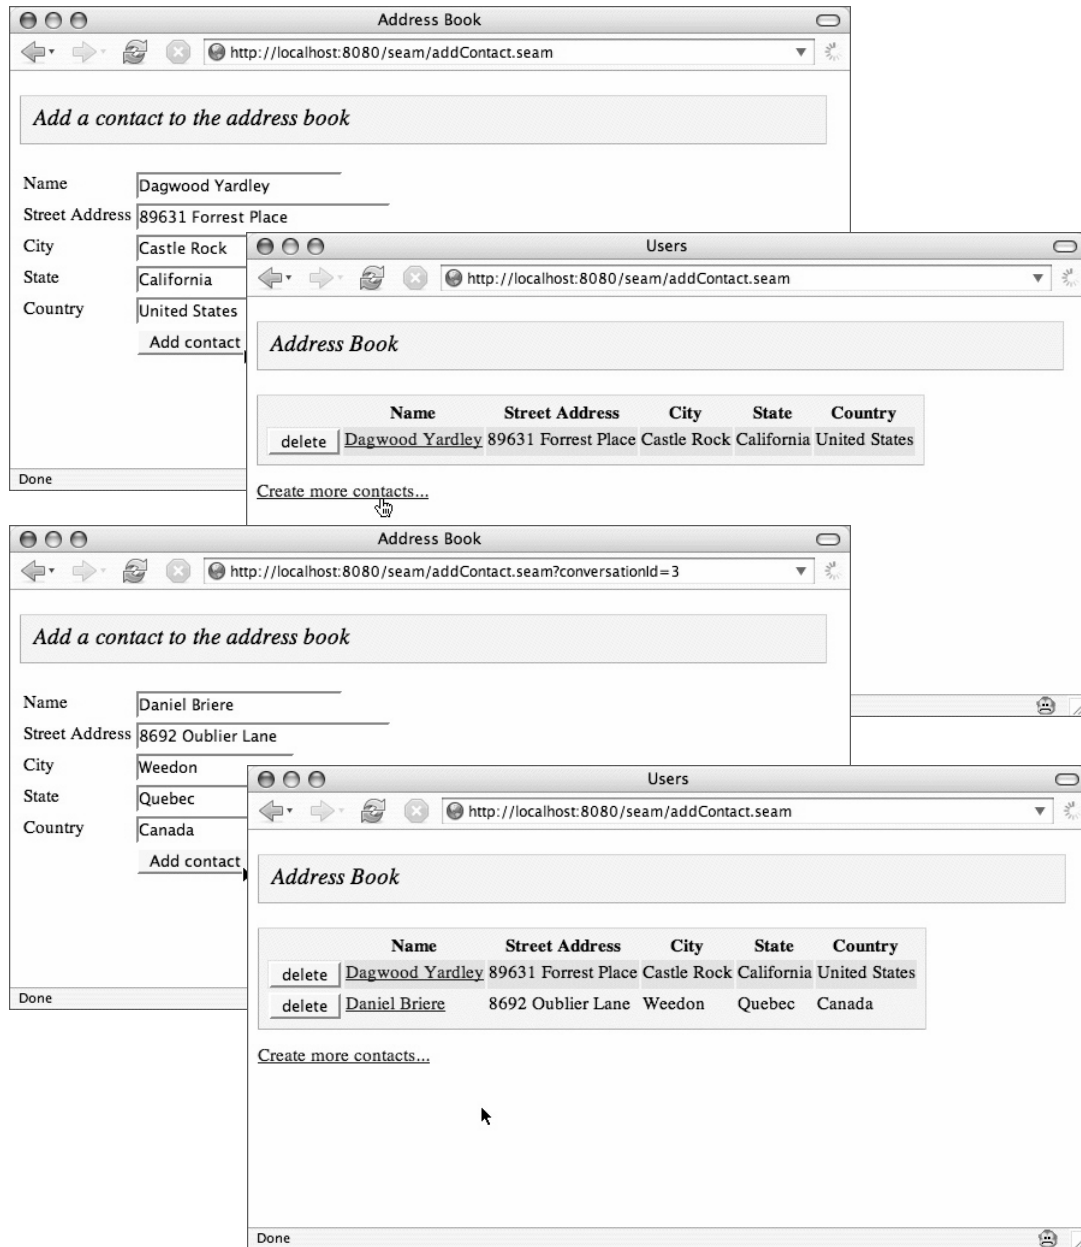 Address Book
http://localhost:8080/seam/addContact.seam
Add a contact to the address book
Name Dagwood Yardley
Street Address 89631 Forrest Place
City Castle Rock
State California
Country United States
Add contact
Done
Users
http://localhost:8080/seam/addContact.seam
Address Book
Name Street Address City State Country
delete Dagwood Yardley 89631 Forrest Place Castle Rock California United States
Create more contacts...
Address Book
http://localhost:8080/seam/addContact.seam?conversationId=3
Add a contact to the address book
Name Daniel Briere
Street Address 8692 Oublier Lane
City Weedon
State Quebec
Country Canada
Add contact
Done
Users
http://localhost:8080/seam/addContact.seam
Address Book
Name Street Address City State Country
delete Dagwood Yardley 89631 Forrest Place Castle Rock California United States
delete Daniel Briere 8692 Oublier Lane Weedon Quebec Canada
Create more contacts...
Done